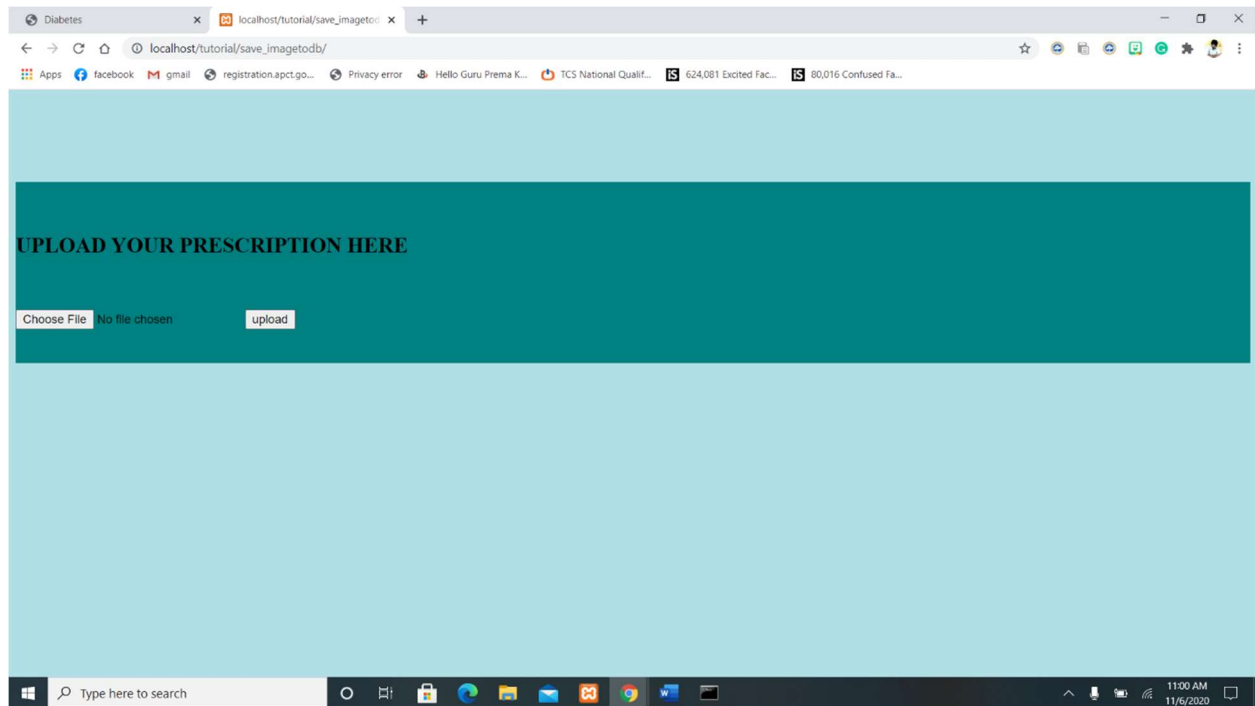 Diabetes
localhost/tutorial/save_imagetod
localhost/tutorial/save_imagetodb/
Apps facebook gmail registration.apct.go... Privacy error Hello Guru Prema K... TCS National Qualif... iS 624,081 Excited Fac... iS 80,016 Confused Fa...
UPLOAD YOUR PRESCRIPTION HERE
Choose File No file chosen upload
Type here to search
11:00 AM
11/6/2020